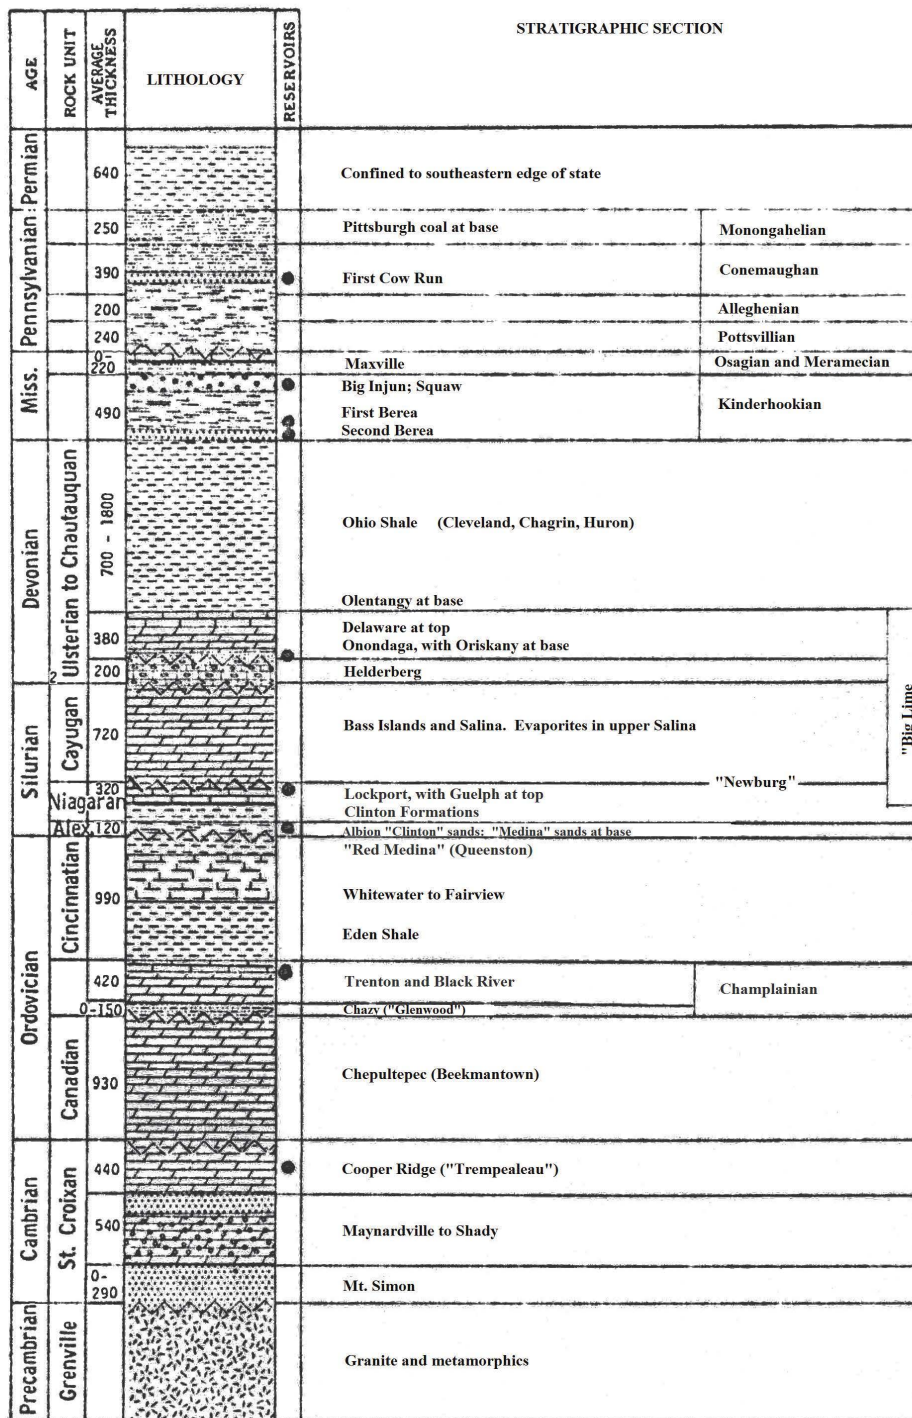 AGE
ROCK UNIT
AVERAGE THICKNESS
LITHOLOGY
RESERVOIRS
STRATIGRAPHIC SECTION
Permian
640
Confined to southeastern edge of state
Pennsylvanian
250
Pittsburgh coal at base
Monongahelian
390
First Cow Run
Conemaughan
200
Alleghenian
240
Pottsvillian
Miss.
0-
220
Maxville
Osagian and Meramecian
490
Big Injun; Squaw
First Berea
Second Berea
Kinderhookian
Devonian
Ulsterian to Chautauquan
700 - 1800
Ohio Shale (Cleveland, Chagrin, Huron)
Olentangy at base
380
Delaware at top
Onondaga, with Oriskany at base
2
200
Helderberg
"Big Lime
Silurian
Cayugan
720
Bass Islands and Salina. Evaporites in upper Salina
"Newburg"
Niagaran
320
Lockport, with Guelph at top
Clinton Formations
Alex.
120
Albion "Clinton" sands: "Medina" sands at base
Ordovician
Cincinnatian
990
"Red Medina" (Queenston)
Whitewater to Fairview
Eden Shale
420
Trenton and Black River
Champlainian
0-150
Chazy ("Glenwood")
Canadian
930
Chepultepec (Beekmantown)
Cambrian
St. Croixan
440
Cooper Ridge ("Trempealeau")
540
Maynardville to Shady
0-
290
Mt. Simon
Precambrian
Grenville
Granite and metamorphics